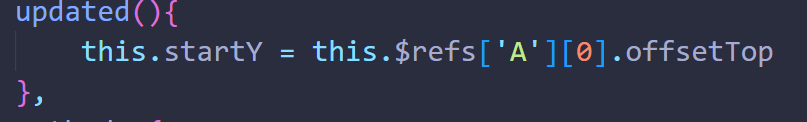 updated(){
this.startY = this.$refs['A'][0].offsetTop
},